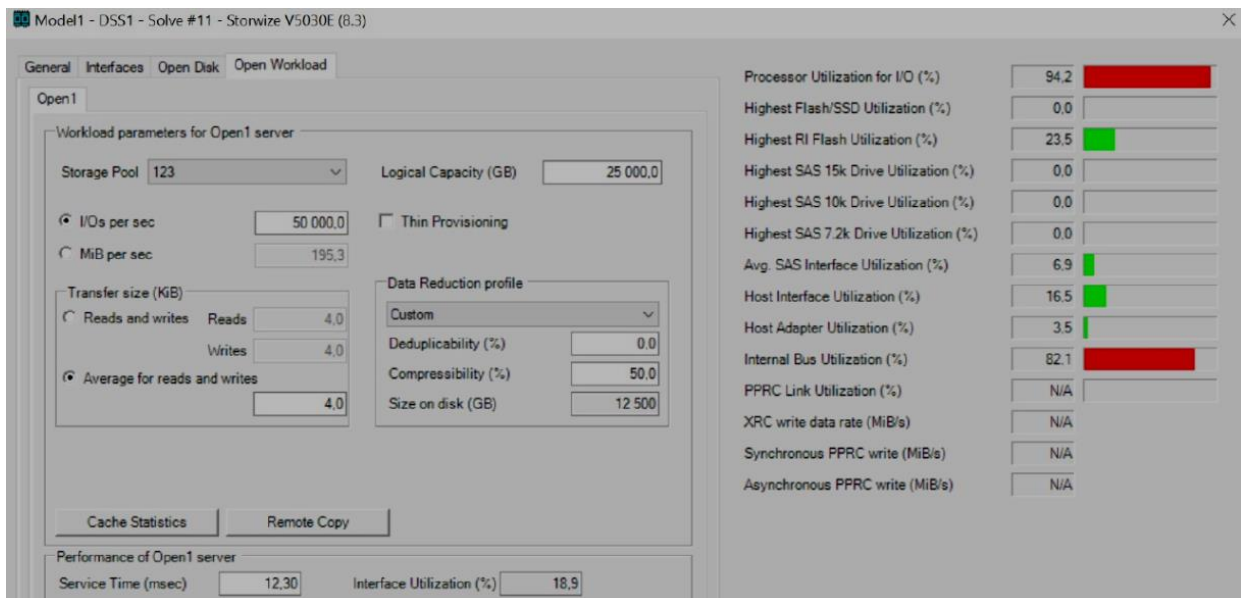 Model1 - DSS1 - Solve #11 - Storwize V5030E (8.3)
General Interfaces Open Disk Open Workload
Open1
Workload parameters for Open1 server
Storage Pool 123 Logical Capacity (GB) 25 000,0
I/Os per sec 50 000,0 Thin Provisioning
MiB per sec 195,3
Transfer size (KiB)
Reads and writes Reads 4,0
Writes 4,0
Average for reads and writes
4,0
Data Reduction profile
Custom
Deduplicability (%) 0,0
Compressibility (%) 50,0
Size on disk (GB) 12 500
Cache Statistics Remote Copy
Performance of Open1 server
Service Time (msec) 12,30 Interface Utilization (%) 18,9
Processor Utilization for I/O (%) 94,2
Highest Flash/SSD Utilization (%) 0,0
Highest RI Flash Utilization (%) 23,5
Highest SAS 15k Drive Utilization (%) 0,0
Highest SAS 10k Drive Utilization (%) 0,0
Highest SAS 7.2k Drive Utilization (%) 0,0
Avg. SAS Interface Utilization (%) 6,9
Host Interface Utilization (%) 16,5
Host Adapter Utilization (%) 3,5
Internal Bus Utilization (%) 82,1
PPRC Link Utilization (%) N/A
XRC write data rate (MiB/s) N/A
Synchronous PPRC write (MiB/s) N/A
Asynchronous PPRC write (MiB/s) N/A